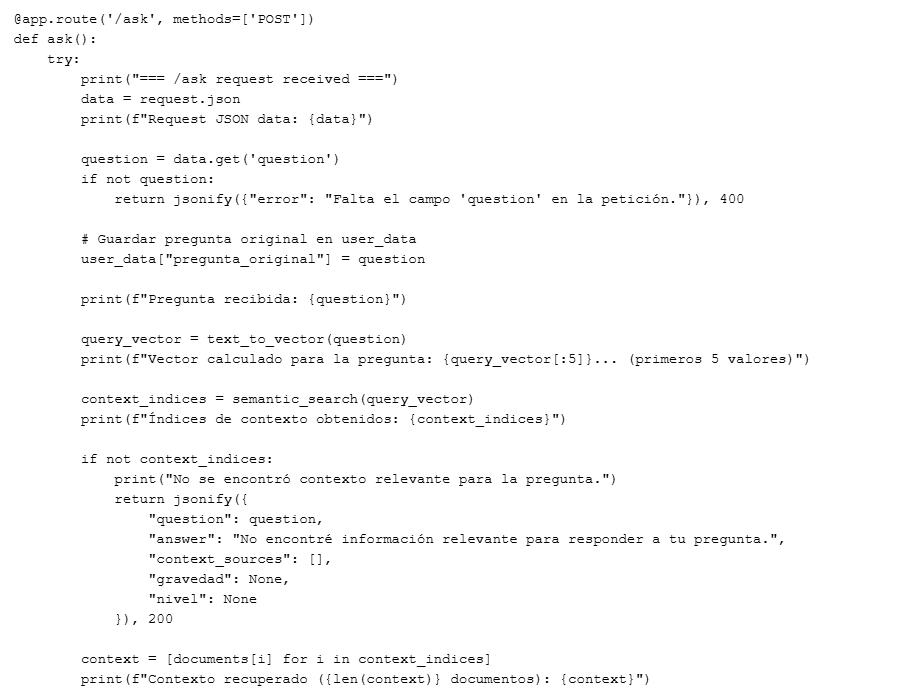 @app.route('/ask', methods=['POST'])
def ask():
    try:
        print("=== /ask request received ===")
        data = request.json
        print(f"Request JSON data: {data}")

        question = data.get('question')
        if not question:
            return jsonify({"error": "Falta el campo 'question' en la petición."}), 400

        # Guardar pregunta original en user_data
        user_data["pregunta_original"] = question

        print(f"Pregunta recibida: {question}")

        query_vector = text_to_vector(question)
        print(f"Vector calculado para la pregunta: {query_vector[:5]}... (primeros 5 valores)")

        context_indices = semantic_search(query_vector)
        print(f"Índices de contexto obtenidos: {context_indices}")

        if not context_indices:
            print("No se encontró contexto relevante para la pregunta.")
            return jsonify({
                "question": question,
                "answer": "No encontré información relevante para responder a tu pregunta.",
                "context_sources": [],
                "gravedad": None,
                "nivel": None
            }), 200

        context = [documents[i] for i in context_indices]
        print(f"Contexto recuperado ({len(context)} documentos): {context}")